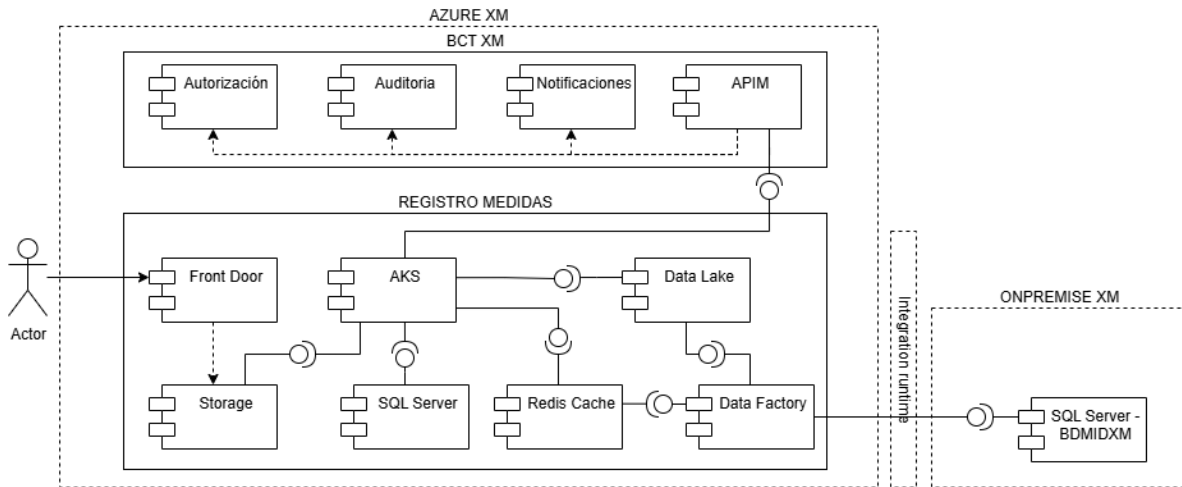 AZURE XM
BCT XM
Autorización
Auditoria
Notificaciones
APIM
REGISTRO MEDIDAS
Front Door
AKS
Data Lake
Actor
Storage
SQL Server
Redis Cache
Data Factory
Integration runtime
ONPREMISE XM
SQL Server -
BDMIDXM